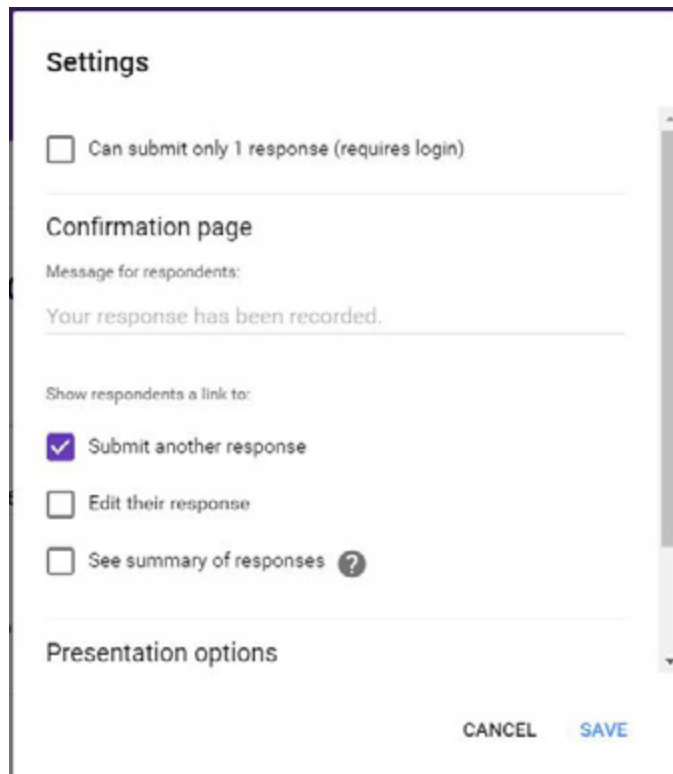 Settings
Can submit only 1 response (requires login)
Confirmation page
Message for respondents:
Your response has been recorded.
Show respondents a link to:
Submit another response
Edit their response
See summary of responses ?
Presentation options
CANCEL SAVE